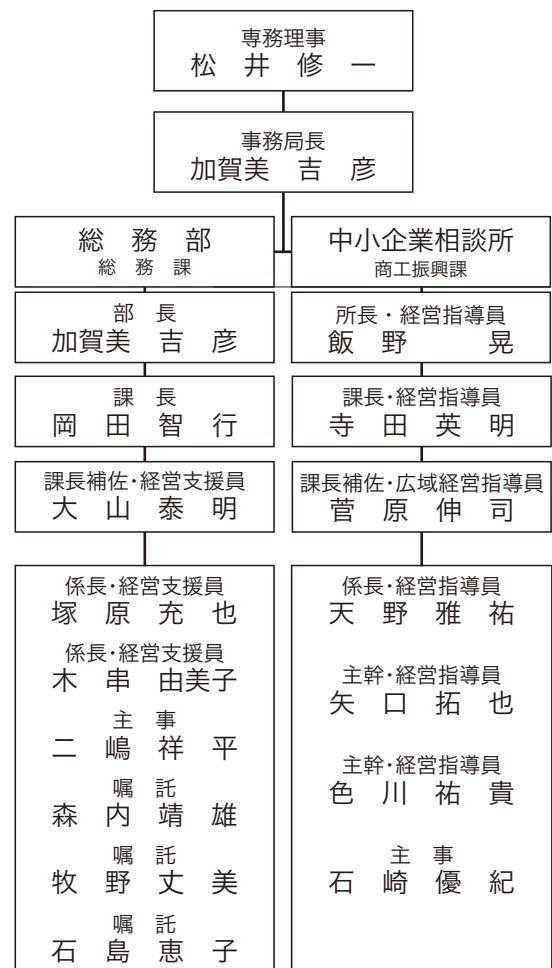 専務理事
松井修一
事務局長
加賀美吉彦
総務部
総務課
部長
加賀美吉彦
課長
岡田智行
課長補佐・経営支援員
大山泰明
係長・経営支援員
塚原充也
係長・経営支援員
木串由美子
主事
二嶋祥平
嘱託
森内靖雄
嘱託
牧野丈美
嘱託
石島恵子
中小企業相談所
商工振興課
所長・経営指導員
飯野晃
課長・経営指導員
寺田英明
課長補佐・広域経営指導員
菅原伸司
係長・経営指導員
天野雅祐
主幹・経営指導員
矢口拓也
主幹・経営指導員
色川祐貴
主事
石崎優紀